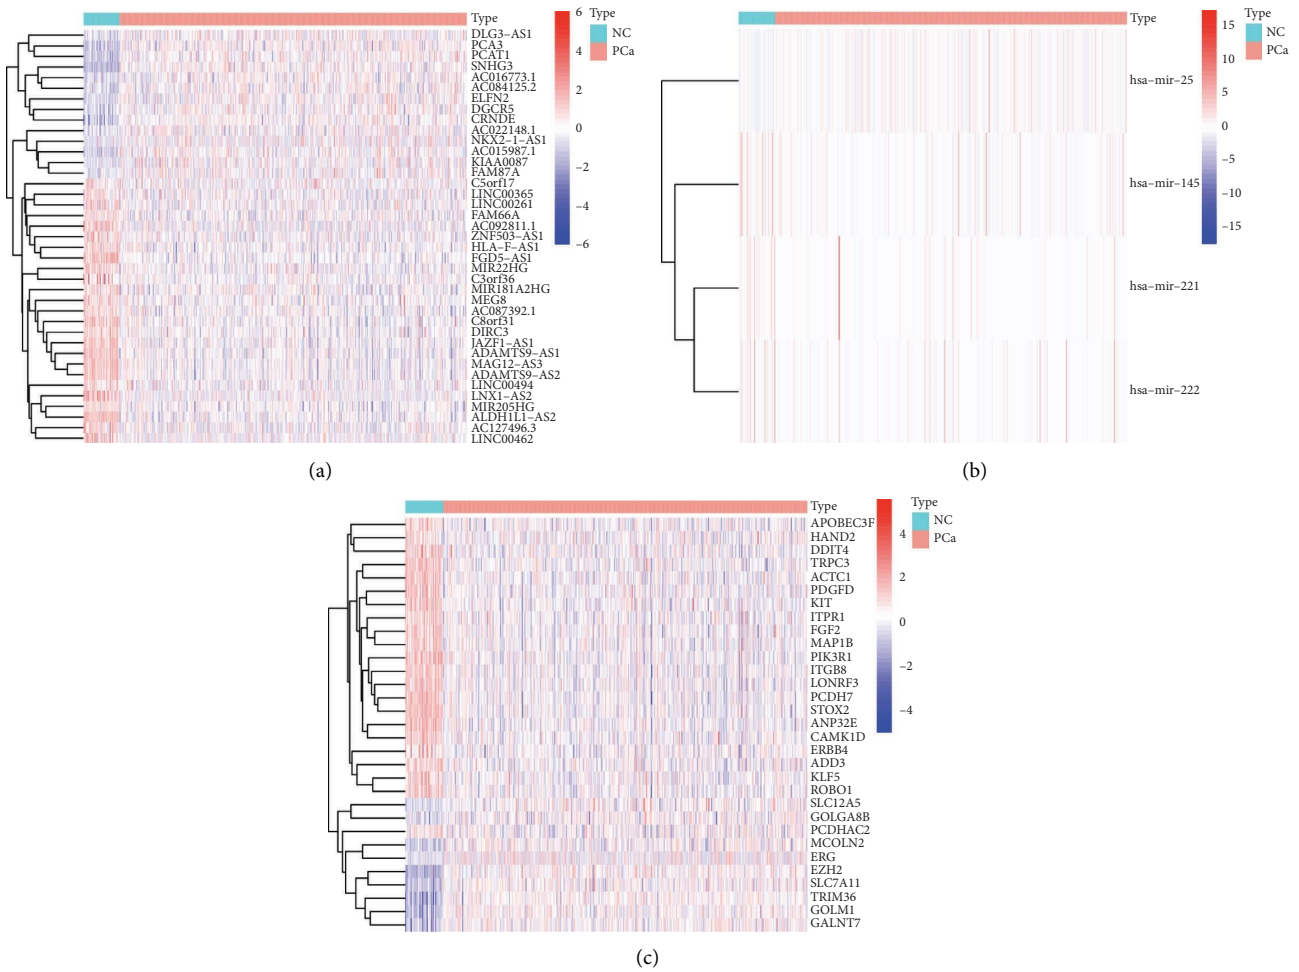 Type
DLG3-AS1
PCA3
PCAT1
SNHG3
AC016773.1
AC084125.2
ELFN2
DGCR5
CRNDE
AC022148.1
NKX2-1-AS1
AC015987.1
KIAA0087
FAM87A
C5orf17
LINC00365
LINC00261
FAM66A
AC092811.1
ZNF503-AS1
HLA-F-AS1
FGD5-AS1
MIR22HG
C3orf36
MIR181A2HG
MEG8
AC087392.1
C8orf31
DIRC3
JAZF1-AS1
ADAMTS9-AS1
MAG12-AS3
ADAMTS9-AS2
LINC00494
LNX1-AS2
MIR205HG
ALDH1L1-AS2
AC127496.3
LINC00462
6
4
2
0
-2
-4
-6
Type
NC
PCa
(a)
Type
hsa-mir-25
hsa-mir-145
hsa-mir-221
hsa-mir-222
15
10
5
0
-5
-10
-15
Type
NC
PCa
(b)
Type
APOBEC3F
HAND2
DDIT4
TRPC3
ACTC1
PDGFD
KIT
ITPR1
FGF2
MAP1B
PIK3R1
ITGB8
LONRF3
PCDH7
STOX2
ANP32E
CAMK1D
ERBB4
ADD3
KLF5
ROBO1
SLC12A5
GOLGA8B
PCDHAC2
MCOLN2
ERG
EZH2
SLC7A11
TRIM36
GOLM1
GALNT7
4
2
0
-2
-4
Type
NC
PCa
(c)